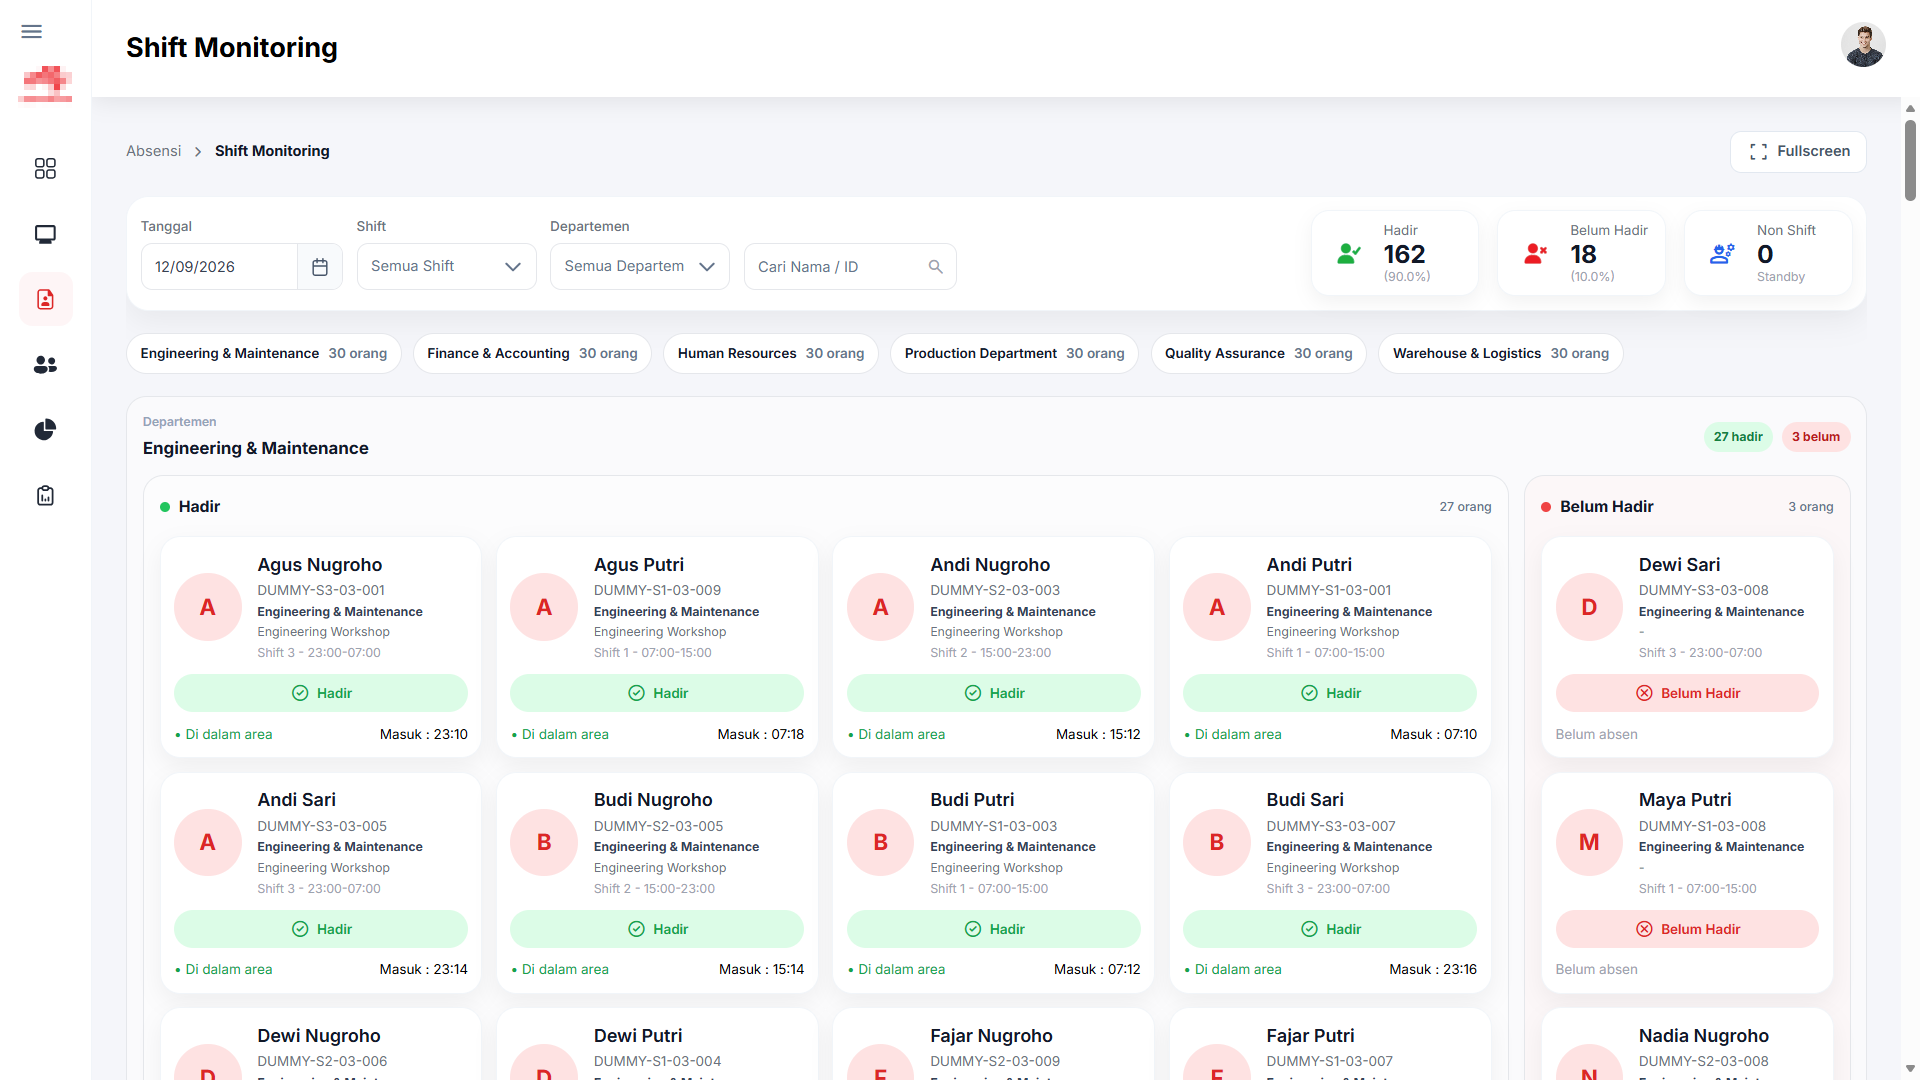 Shift Monitoring
Absensi > Shift Monitoring
Fullscreen
Tanggal
12/09/2026
Shift
Semua Shift
Departemen
Semua Departem
Cari Nama / ID
Hadir
162
(90.0%)
Belum Hadir
18
(10.0%)
Non Shift
0
Standby
Engineering & Maintenance 30 orang
Finance & Accounting 30 orang
Human Resources 30 orang
Production Department 30 orang
Quality Assurance 30 orang
Warehouse & Logistics 30 orang
Departemen
Engineering & Maintenance
27 hadir
3 belum
Hadir
27 orang
A
Agus Nugroho
DUMMY-S3-03-001
Engineering & Maintenance
Engineering Workshop
Shift 3 - 23:00-07:00
Hadir
• Di dalam area
Masuk : 23:10
A
Agus Putri
DUMMY-S1-03-009
Engineering & Maintenance
Engineering Workshop
Shift 1 - 07:00-15:00
Hadir
• Di dalam area
Masuk : 07:18
A
Andi Nugroho
DUMMY-S2-03-003
Engineering & Maintenance
Engineering Workshop
Shift 2 - 15:00-23:00
Hadir
• Di dalam area
Masuk : 15:12
A
Andi Putri
DUMMY-S1-03-001
Engineering & Maintenance
Engineering Workshop
Shift 1 - 07:00-15:00
Hadir
• Di dalam area
Masuk : 07:10
A
Andi Sari
DUMMY-S3-03-005
Engineering & Maintenance
Engineering Workshop
Shift 3 - 23:00-07:00
Hadir
• Di dalam area
Masuk : 23:14
B
Budi Nugroho
DUMMY-S2-03-005
Engineering & Maintenance
Engineering Workshop
Shift 2 - 15:00-23:00
Hadir
• Di dalam area
Masuk : 15:14
B
Budi Putri
DUMMY-S1-03-003
Engineering & Maintenance
Engineering Workshop
Shift 1 - 07:00-15:00
Hadir
• Di dalam area
Masuk : 07:12
B
Budi Sari
DUMMY-S3-03-007
Engineering & Maintenance
Engineering Workshop
Shift 3 - 23:00-07:00
Hadir
• Di dalam area
Masuk : 23:16
Dewi Nugroho
DUMMY-S2-03-006
Dewi Putri
DUMMY-S1-03-004
Fajar Nugroho
DUMMY-S2-03-009
Fajar Putri
DUMMY-S1-03-007
Belum Hadir
3 orang
D
Dewi Sari
DUMMY-S3-03-008
Engineering & Maintenance
-
Shift 3 - 23:00-07:00
Belum Hadir
Belum absen
M
Maya Putri
DUMMY-S1-03-008
Engineering & Maintenance
-
Shift 1 - 07:00-15:00
Belum Hadir
Belum absen
Nadia Nugroho
DUMMY-S2-03-008